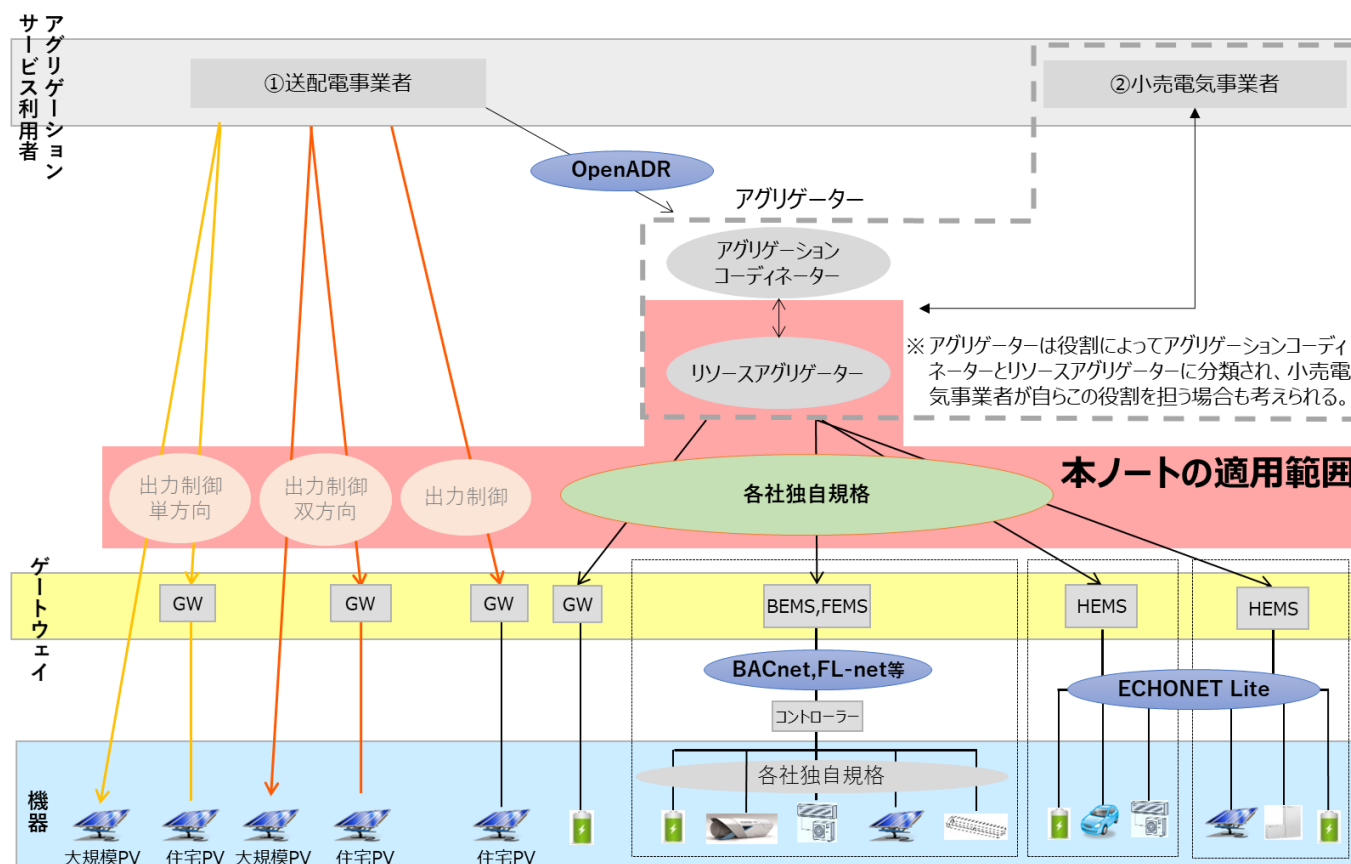 アグリゲーション
サービス利用者
①送配電事業者
②小売電気事業者
OpenADR
アグリゲーター
アグリゲーション
コーディネーター
リソースアグリゲーター
※ アグリゲーターは役割によってアグリゲーションコーディ
ネーターとリソースアグリゲーターに分類され、小売電
気事業者が自らこの役割を担う場合も考えられる。
本ノートの適用範囲
出力制御
単方向
出力制御
双方向
出力制御
各社独自規格
ゲートウェイ
GW
GW
GW
GW
BEMS,FEMS
HEMS
HEMS
BACnet,FL-net等
ECHONET Lite
コントローラー
各社独自規格
機器
大規模PV
住宅PV
大規模PV
住宅PV
住宅PV